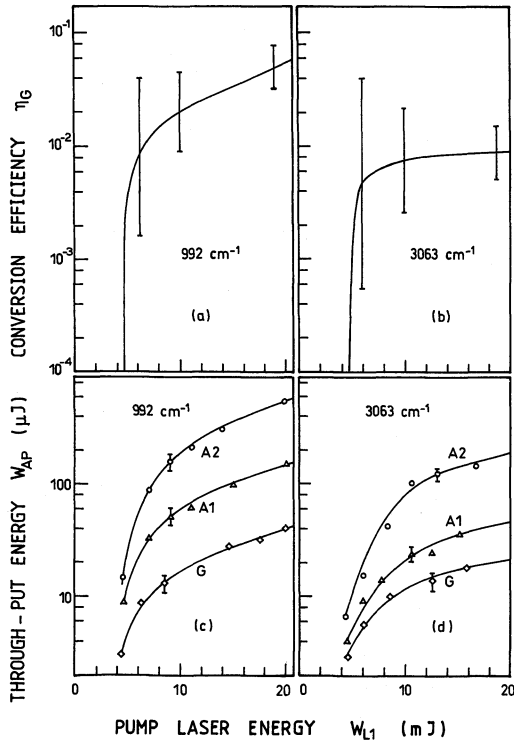 CONVERSION EFFICIENCY η_G
10⁻¹
10⁻²
10⁻³
10⁻⁴
992 cm⁻¹
(a)
3063 cm⁻¹
(b)
THROUGH-PUT ENERGY W_AP (μJ)
100
10
992 cm⁻¹
A2
A1
G
(c)
3063 cm⁻¹
A2
A1
G
(d)
0 10 20 0 10 20
PUMP LASER ENERGY W_L1 (mJ)